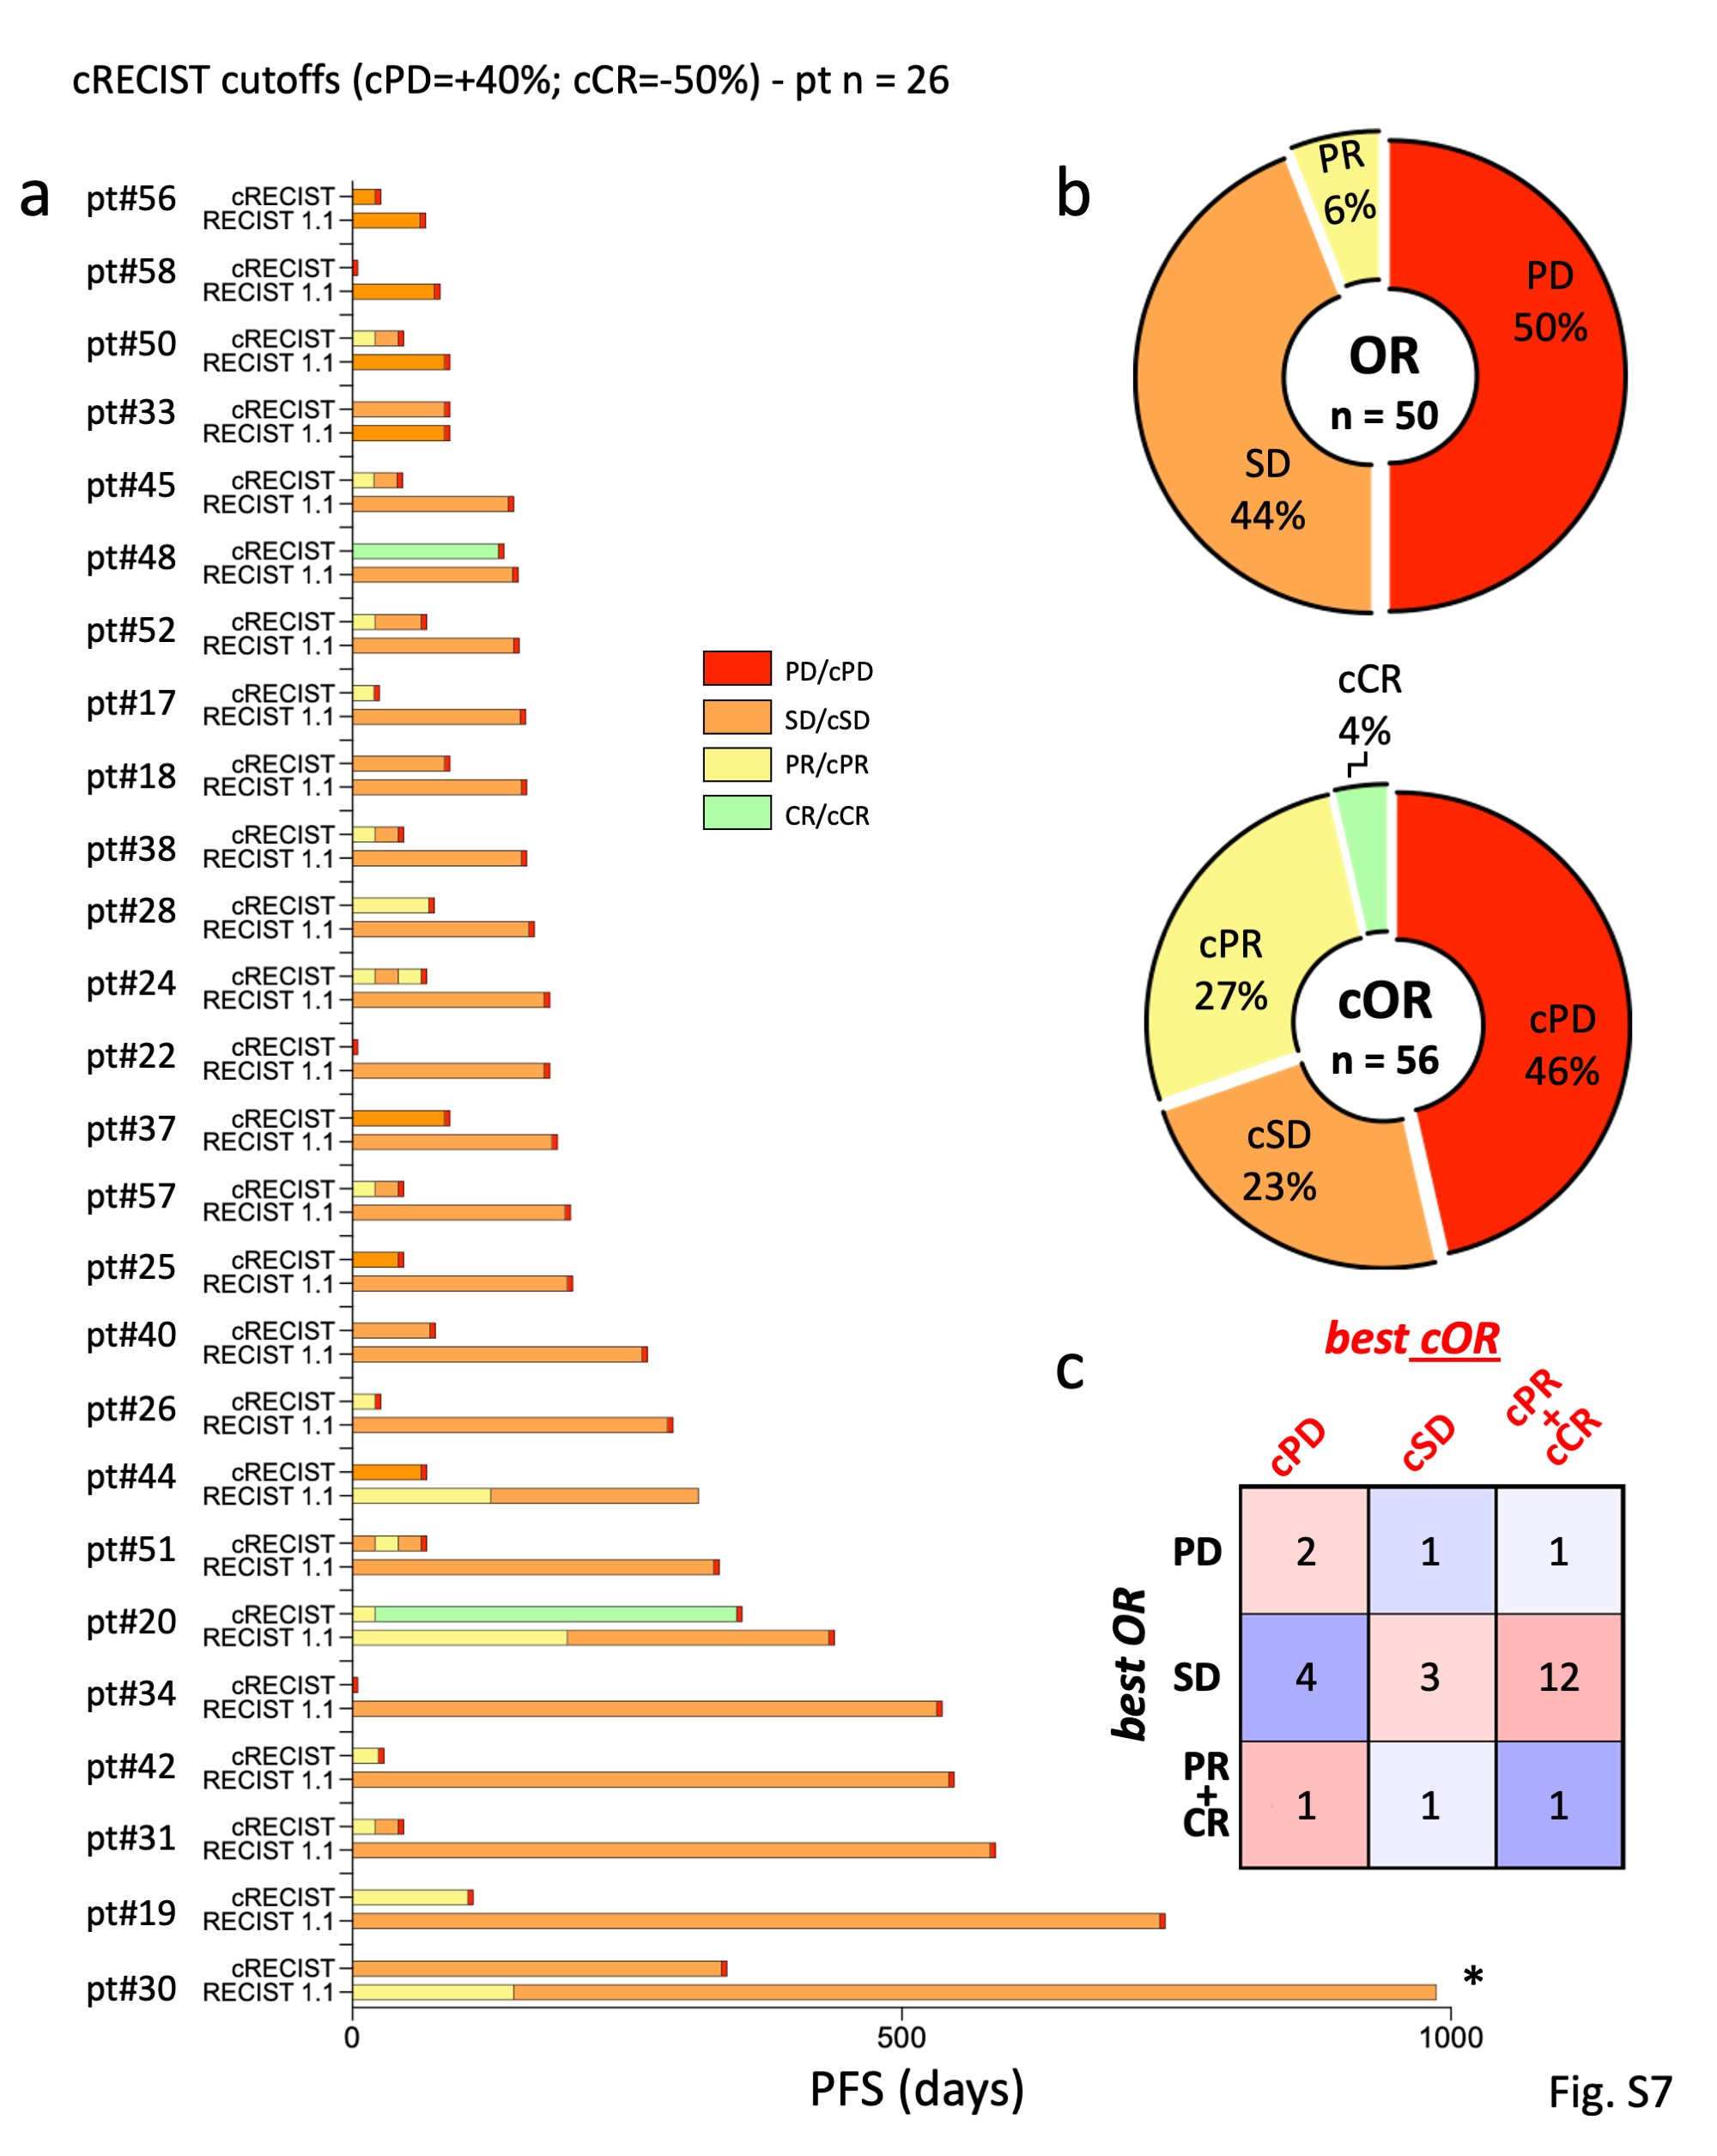 cRECIST cutoffs (cPD=+40%; cCR=-50%) - pt n = 26
a
pt#56
cRECIST
RECIST 1.1
pt#58
cRECIST
RECIST 1.1
pt#50
cRECIST
RECIST 1.1
pt#33
cRECIST
RECIST 1.1
pt#45
cRECIST
RECIST 1.1
pt#48
cRECIST
RECIST 1.1
pt#52
cRECIST
RECIST 1.1
pt#17
cRECIST
RECIST 1.1
pt#18
cRECIST
RECIST 1.1
pt#38
cRECIST
RECIST 1.1
pt#28
cRECIST
RECIST 1.1
pt#24
cRECIST
RECIST 1.1
pt#22
cRECIST
RECIST 1.1
pt#37
cRECIST
RECIST 1.1
pt#57
cRECIST
RECIST 1.1
pt#25
cRECIST
RECIST 1.1
pt#40
cRECIST
RECIST 1.1
pt#26
cRECIST
RECIST 1.1
pt#44
cRECIST
RECIST 1.1
pt#51
cRECIST
RECIST 1.1
pt#20
cRECIST
RECIST 1.1
pt#34
cRECIST
RECIST 1.1
pt#42
cRECIST
RECIST 1.1
pt#31
cRECIST
RECIST 1.1
pt#19
cRECIST
RECIST 1.1
pt#30
cRECIST
RECIST 1.1
*
0 500 1000
PFS (days)
PD/cPD
SD/cSD
PR/cPR
CR/cCR
b
PR
6%
PD
50%
OR
n = 50
SD
44%
cCR
4%
cPR
27%
cOR
n = 56
cPD
46%
cSD
23%
c
best cOR
cPD
cSD
cPR
+
cCR
best OR
PD 2 1 1
SD 4 3 12
PR
+
CR
1 1 1
Fig. S7